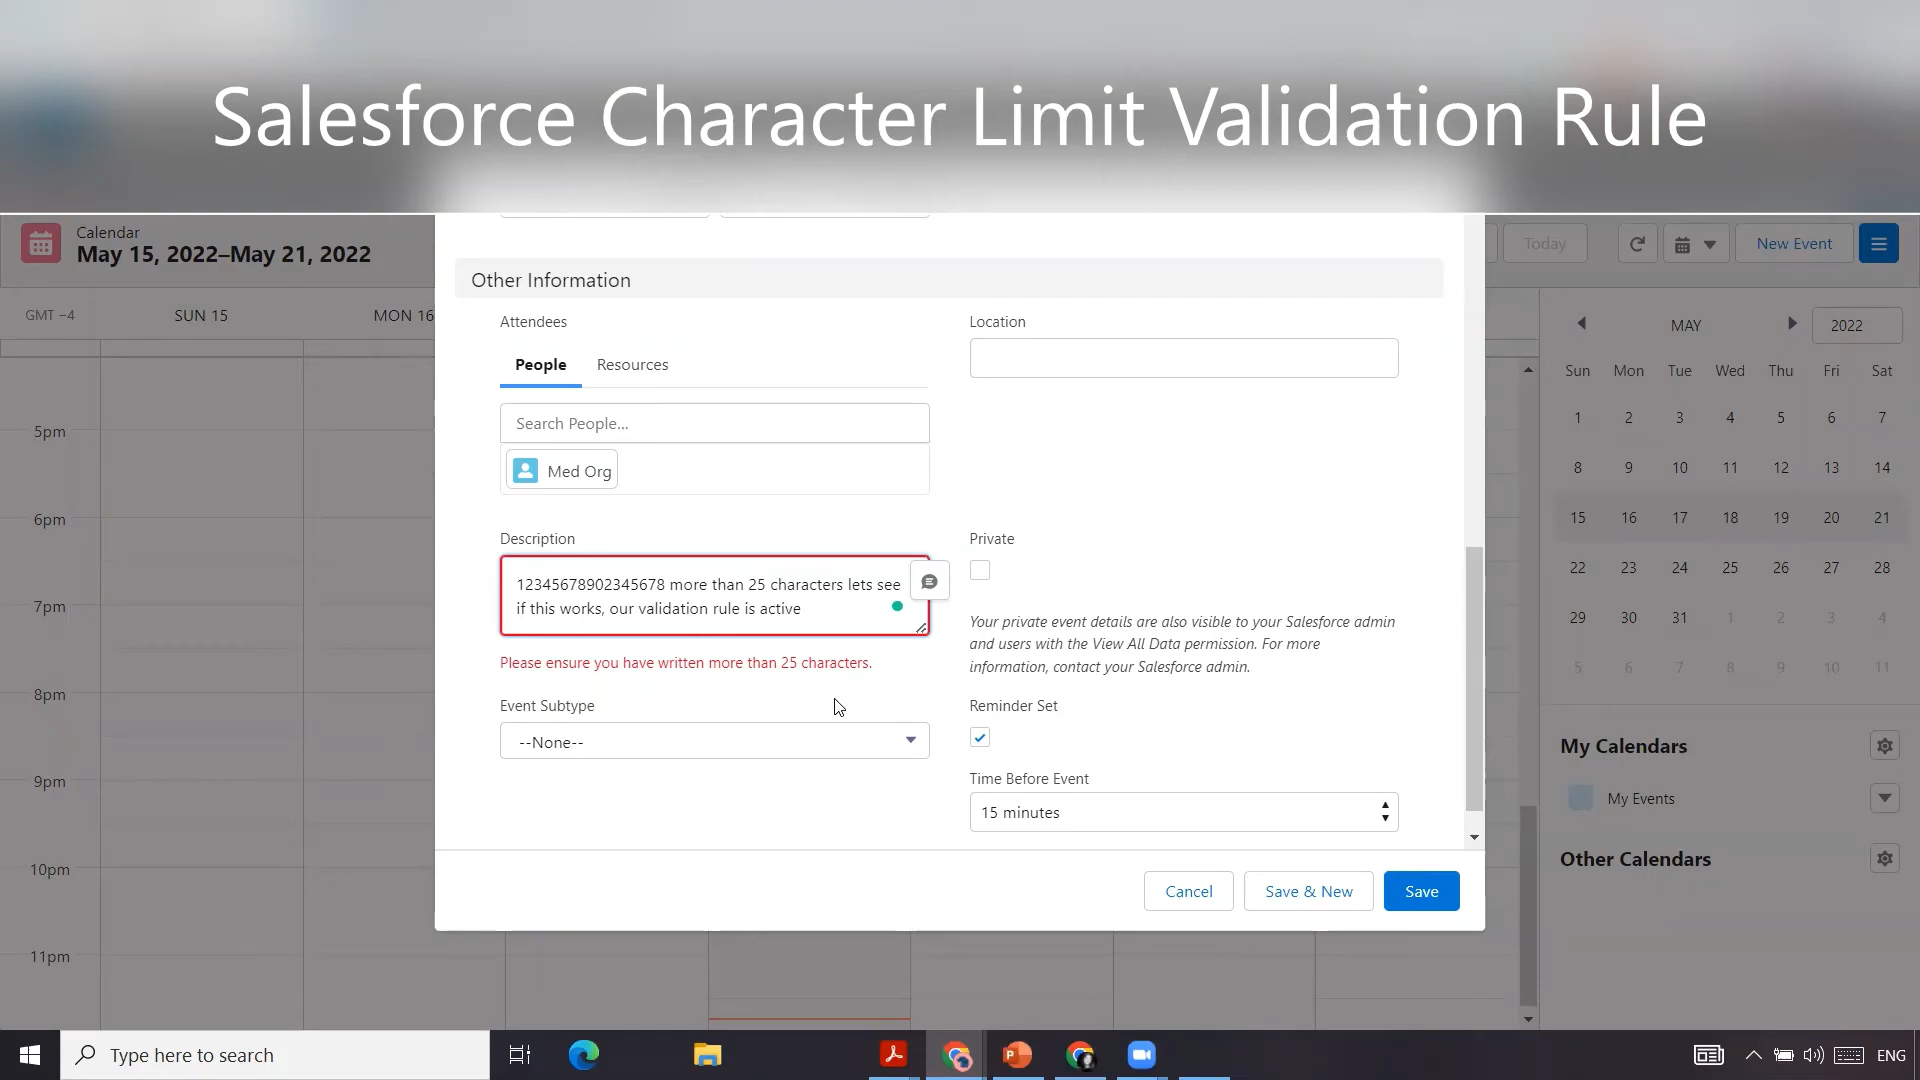 Salesforce Character Limit Validation Rule
Calendar
May 15, 2022–May 21, 2022
Today
New Event
GMT −4
SUN 15
MON 16
5pm
6pm
7pm
8pm
9pm
10pm
11pm
Other Information
Attendees
People
Resources
Search People...
Med Org
Description
12345678902345678 more than 25 characters lets see
if this works, our validation rule is active
Please ensure you have written more than 25 characters.
Event Subtype
--None--
Location
Private
Your private event details are also visible to your Salesforce admin
and users with the View All Data permission. For more
information, contact your Salesforce admin.
Reminder Set
Time Before Event
15 minutes
Cancel
Save & New
Save
MAY
2022
Sun Mon Tue Wed Thu Fri Sat
1 2 3 4 5 6 7
8 9 10 11 12 13 14
15 16 17 18 19 20 21
22 23 24 25 26 27 28
29 30 31 1 2 3 4
5 6 7 8 9 10 11
My Calendars
My Events
Other Calendars
Type here to search
ENG